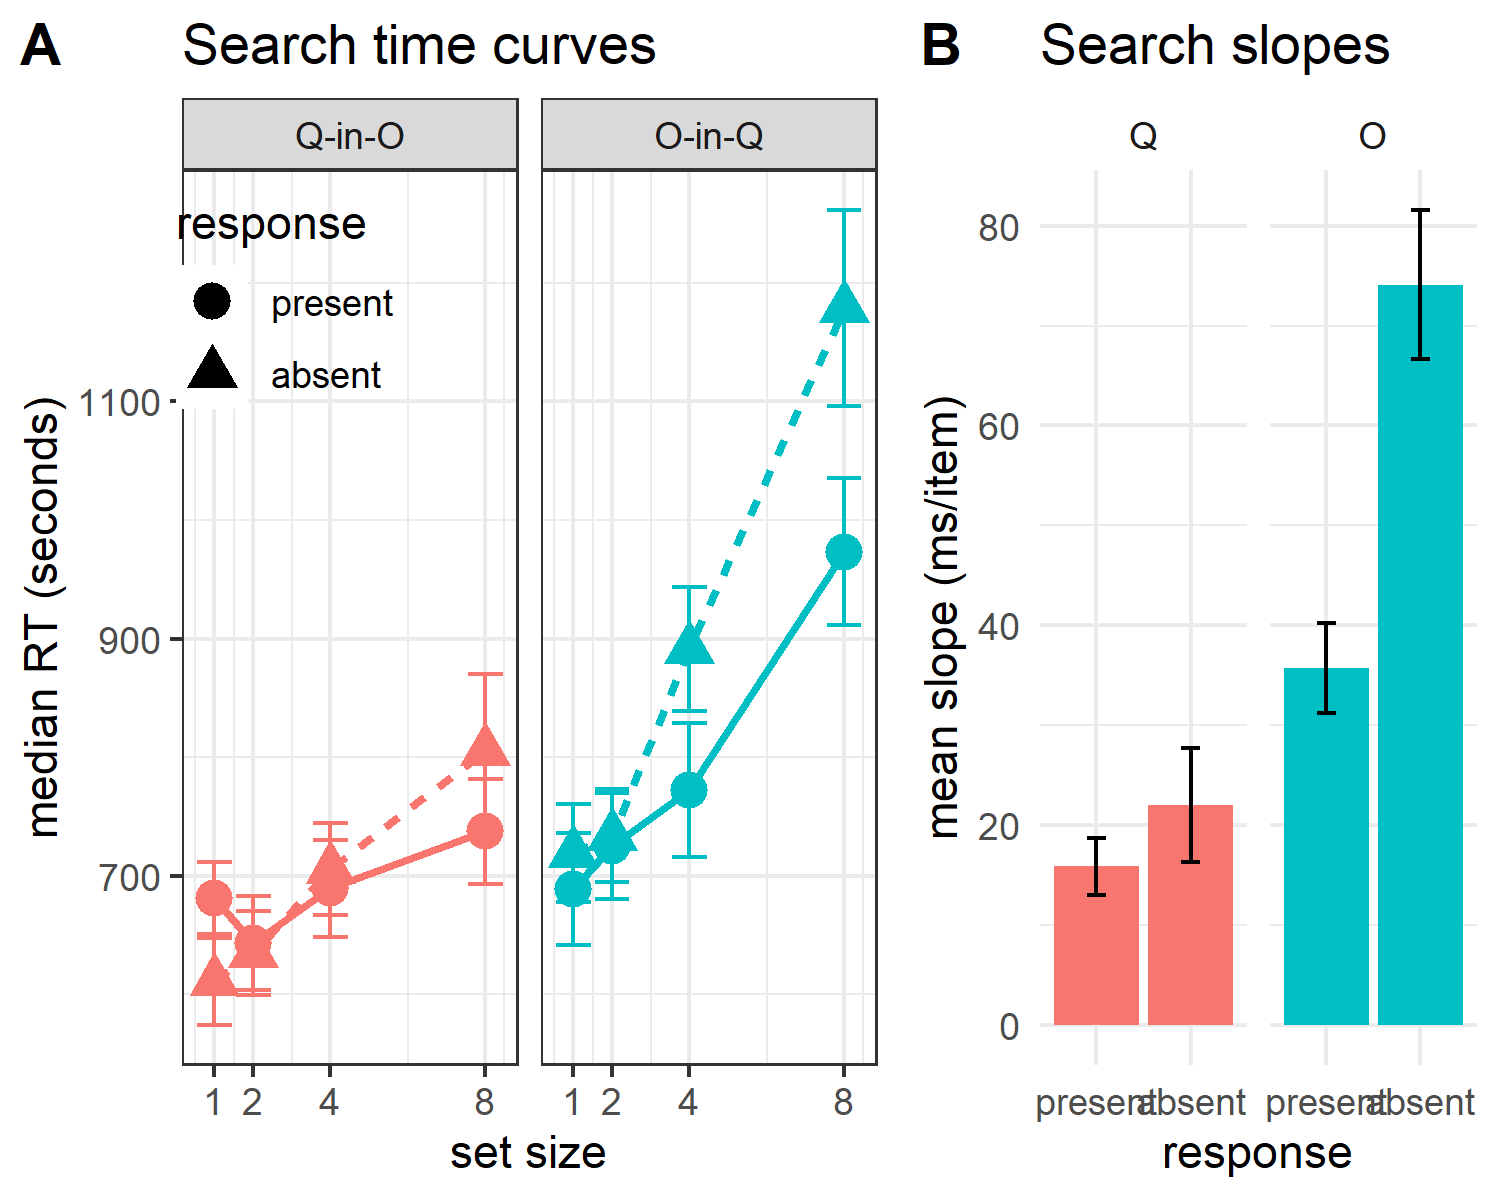 A Search time curves
Q-in-O O-in-Q
response
present
absent
1100
900
700
median RT (seconds)
1 2 4 8 1 2 4 8
set size
B Search slopes
Q O
80
60
40
20
0
mean slope (ms/item)
present absent present absent
response